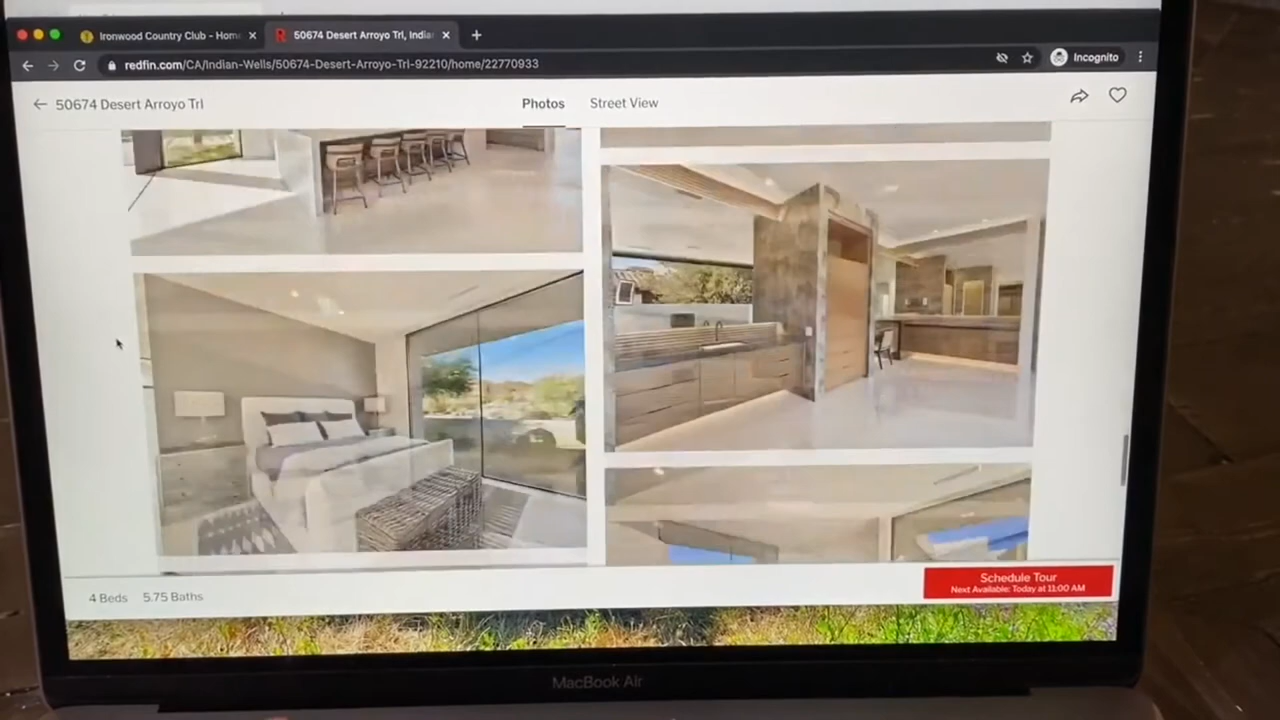 Ironwood Country Club - Hom
50674 Desert Arroyo Trl, Indian
redfin.com/CA/Indian-Wells/50674-Desert-Arroyo-Trl-92210/home/22770933
Incognito
50674 Desert Arroyo Trl
Photos
Street View
4 Beds
5.75 Baths
Schedule Tour
Next Available: Today at 11:00 AM
MacBook Air